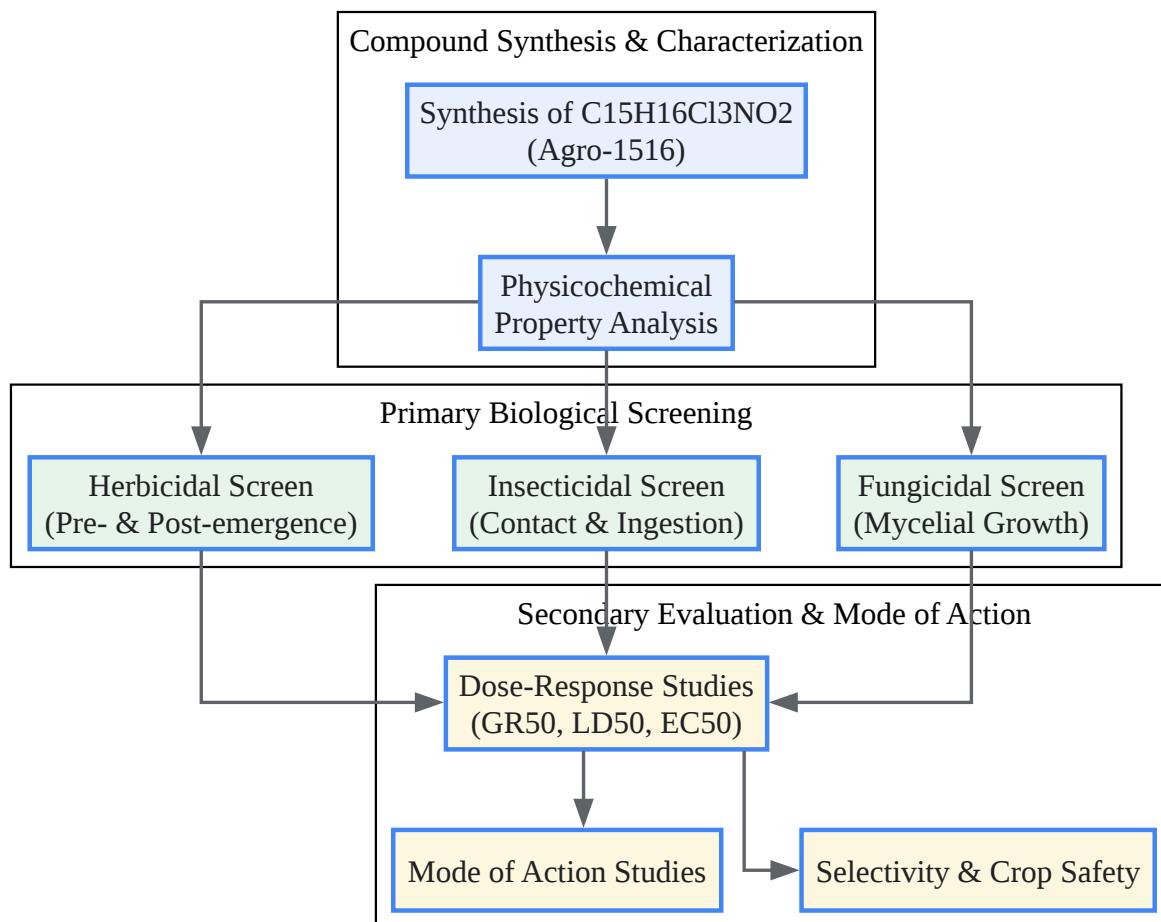 Compound Synthesis & Characterization
Synthesis of C15H16Cl3NO2
(Agro-1516)
Physicochemical
Property Analysis
Primary Biological Screening
Herbicidal Screen
(Pre- & Post-emergence)
Insecticidal Screen
(Contact & Ingestion)
Fungicidal Screen
(Mycelial Growth)
Secondary Evaluation & Mode of Action
Dose-Response Studies
(GR50, LD50, EC50)
Mode of Action Studies
Selectivity & Crop Safety